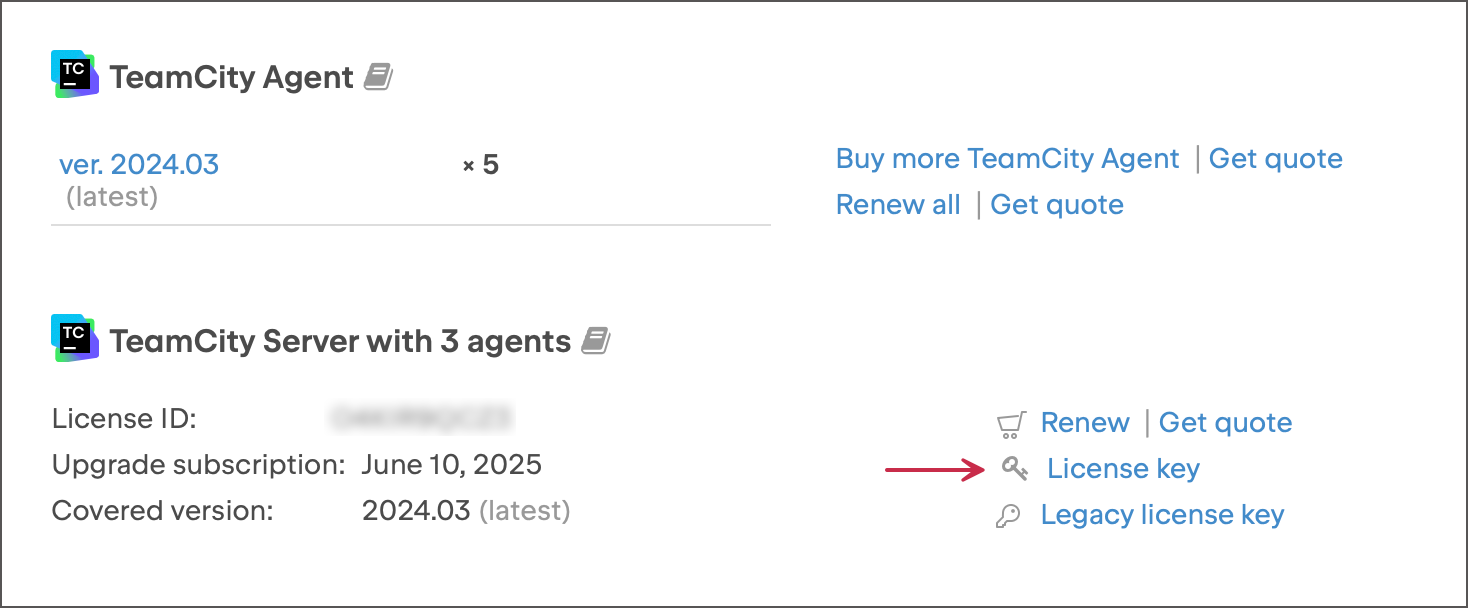 TC TeamCity Agent
ver. 2024.03 × 5 Buy more TeamCity Agent | Get quote
(latest)
Renew all | Get quote
TC TeamCity Server with 3 agents
License ID: Renew | Get quote
Upgrade subscription: June 10, 2025 License key
Covered version: 2024.03 (latest) Legacy license key